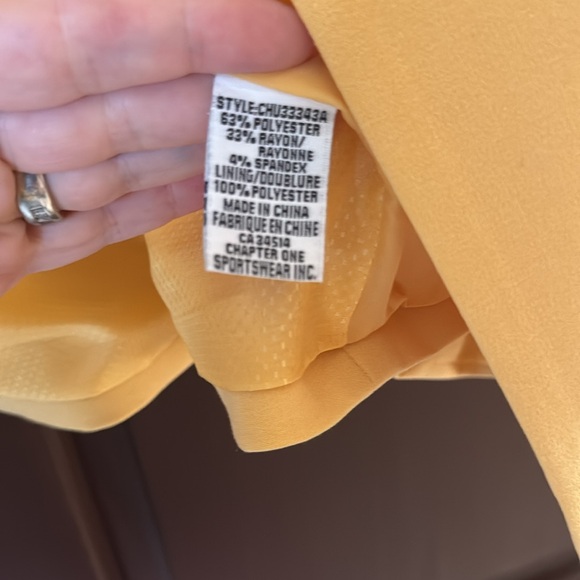 STYLE:CHU33343A
63% POLYESTER
33% RAYON/
RAYONNE
4% SPANDEX
LINING/DOUBLURE
100% POLYESTER
MADE IN CHINA
FABRIQUE EN CHINE
CA 34514
CHAPTER ONE
SPORTSWEAR INC.